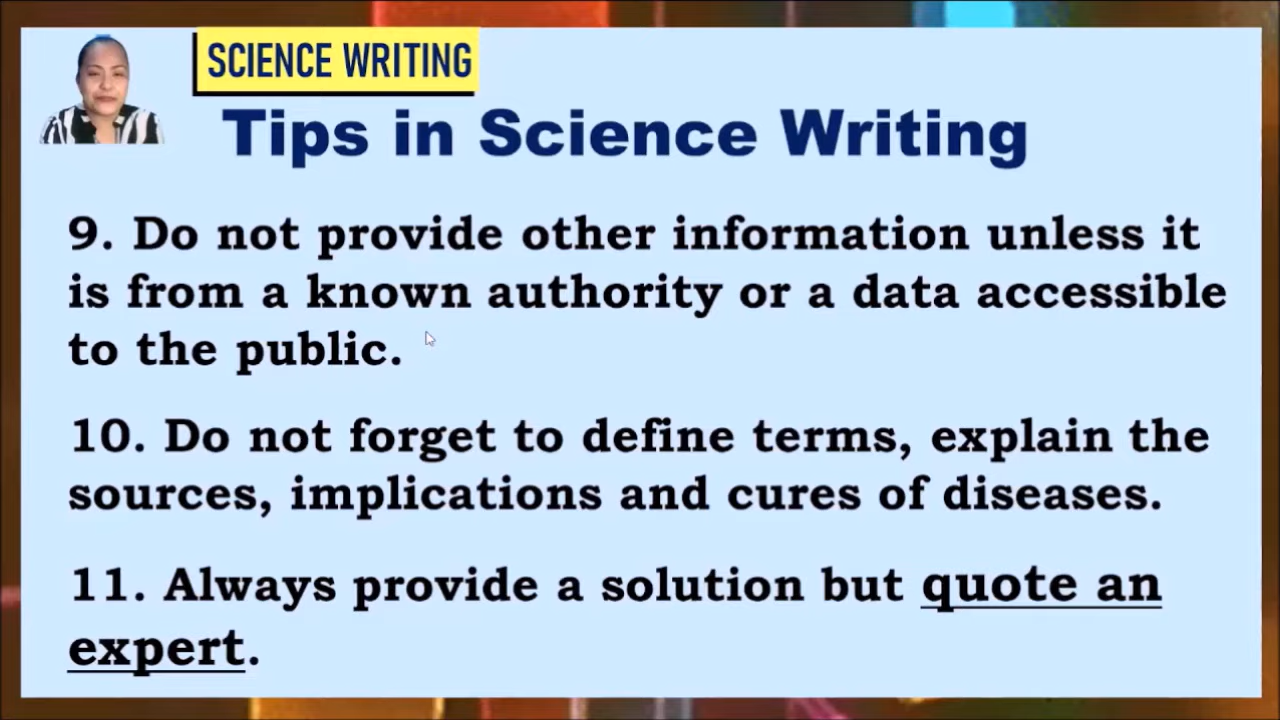 SCIENCE WRITING
Tips in Science Writing
9. Do not provide other information unless it
is from a known authority or a data accessible
to the public.
10. Do not forget to define terms, explain the
sources, implications and cures of diseases.
11. Always provide a solution but quote an
expert.